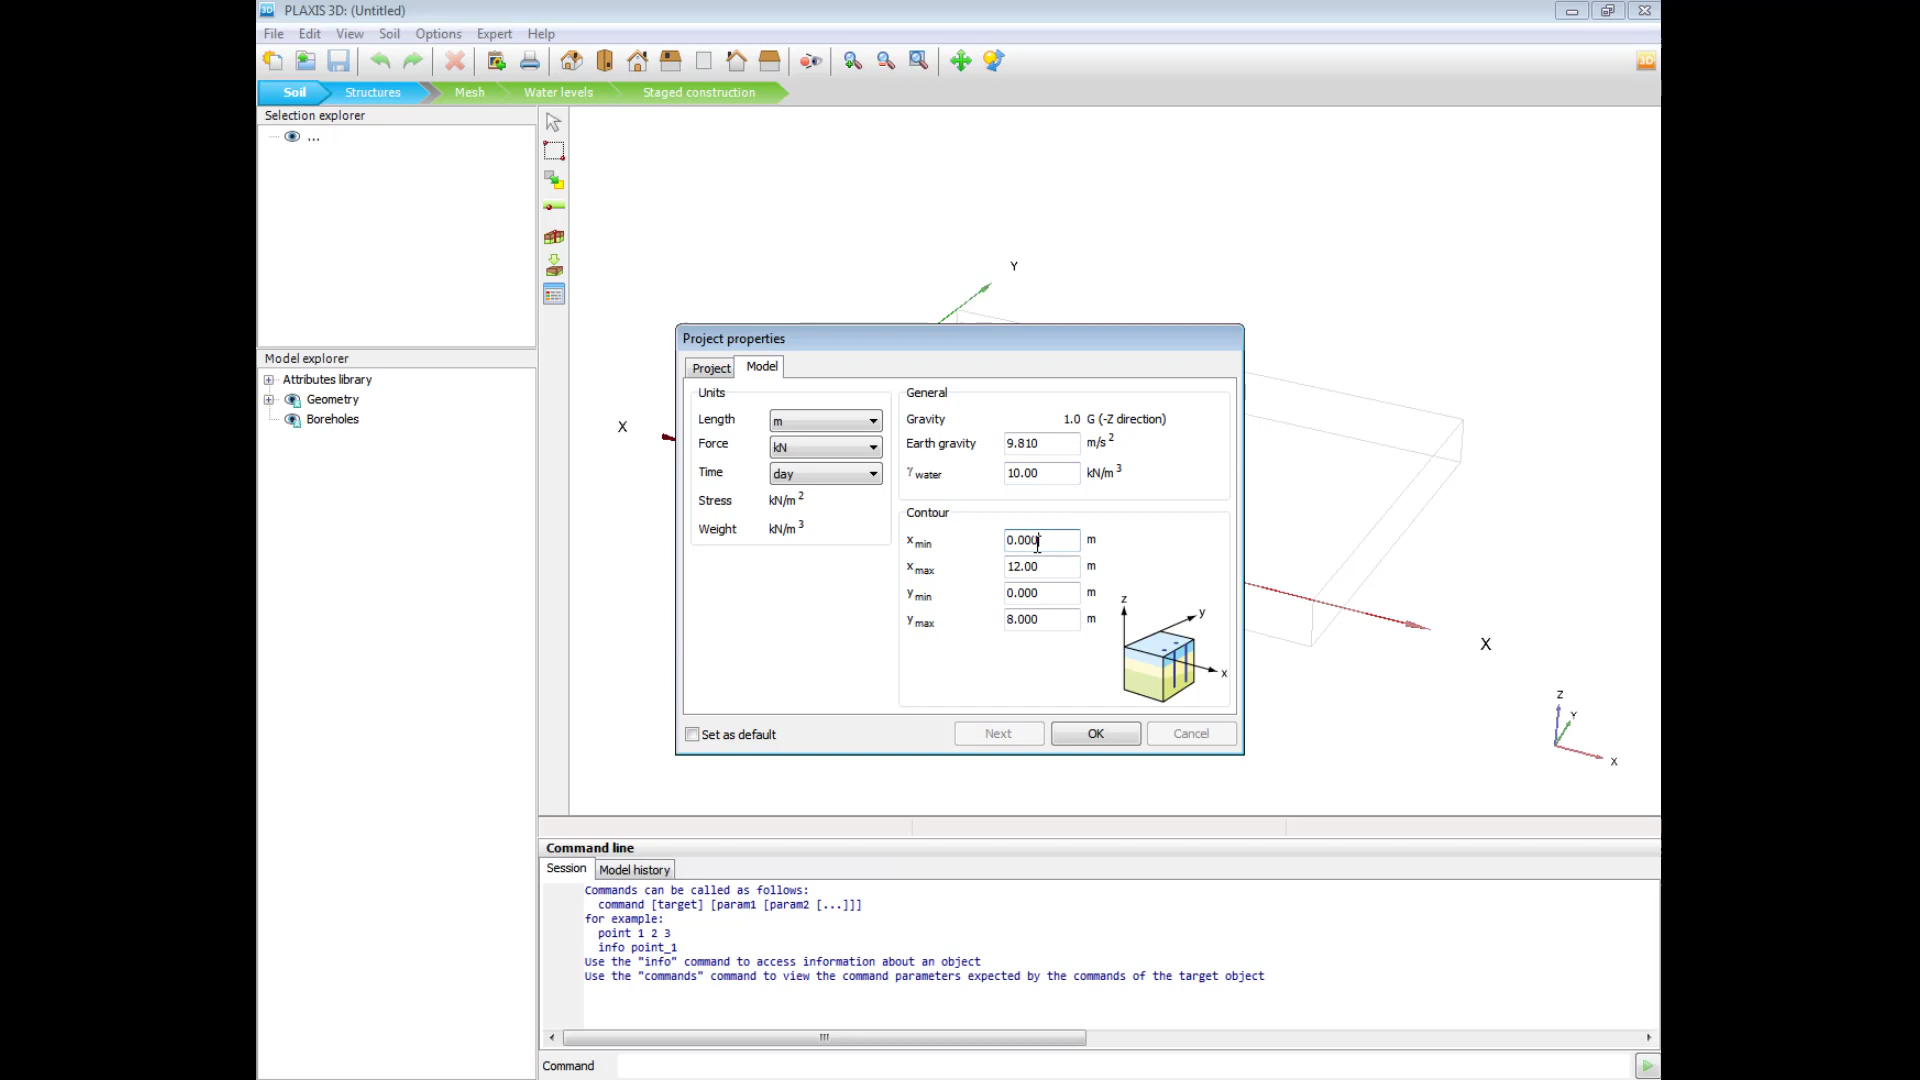 3D PLAXIS 3D: (Untitled)
File Edit View Soil Options Expert Help
3D
Soil Structures Mesh Water levels Staged construction
Selection explorer
...
Model explorer
Attributes library
Geometry
Boreholes
Y
X
X
Z
Y
X
Project properties
Project Model
Units
Length m
Force kN
Time day
Stress kN/m 2
Weight kN/m 3
General
Gravity 1.0 G (-Z direction)
Earth gravity 9.810 m/s 2
γ water 10.00 kN/m 3
Contour
x min 0.000 m
x max 12.00 m
y min 0.000 m
y max 8.000 m
z
y
x
Set as default Next OK Cancel
Command line
Session Model history
Commands can be called as follows:
command [target] [param1 [param2 [...]]]
for example:
point 1 2 3
info point_1
Use the "info" command to access information about an object
Use the "commands" command to view the command parameters expected by the commands of the target object
Command